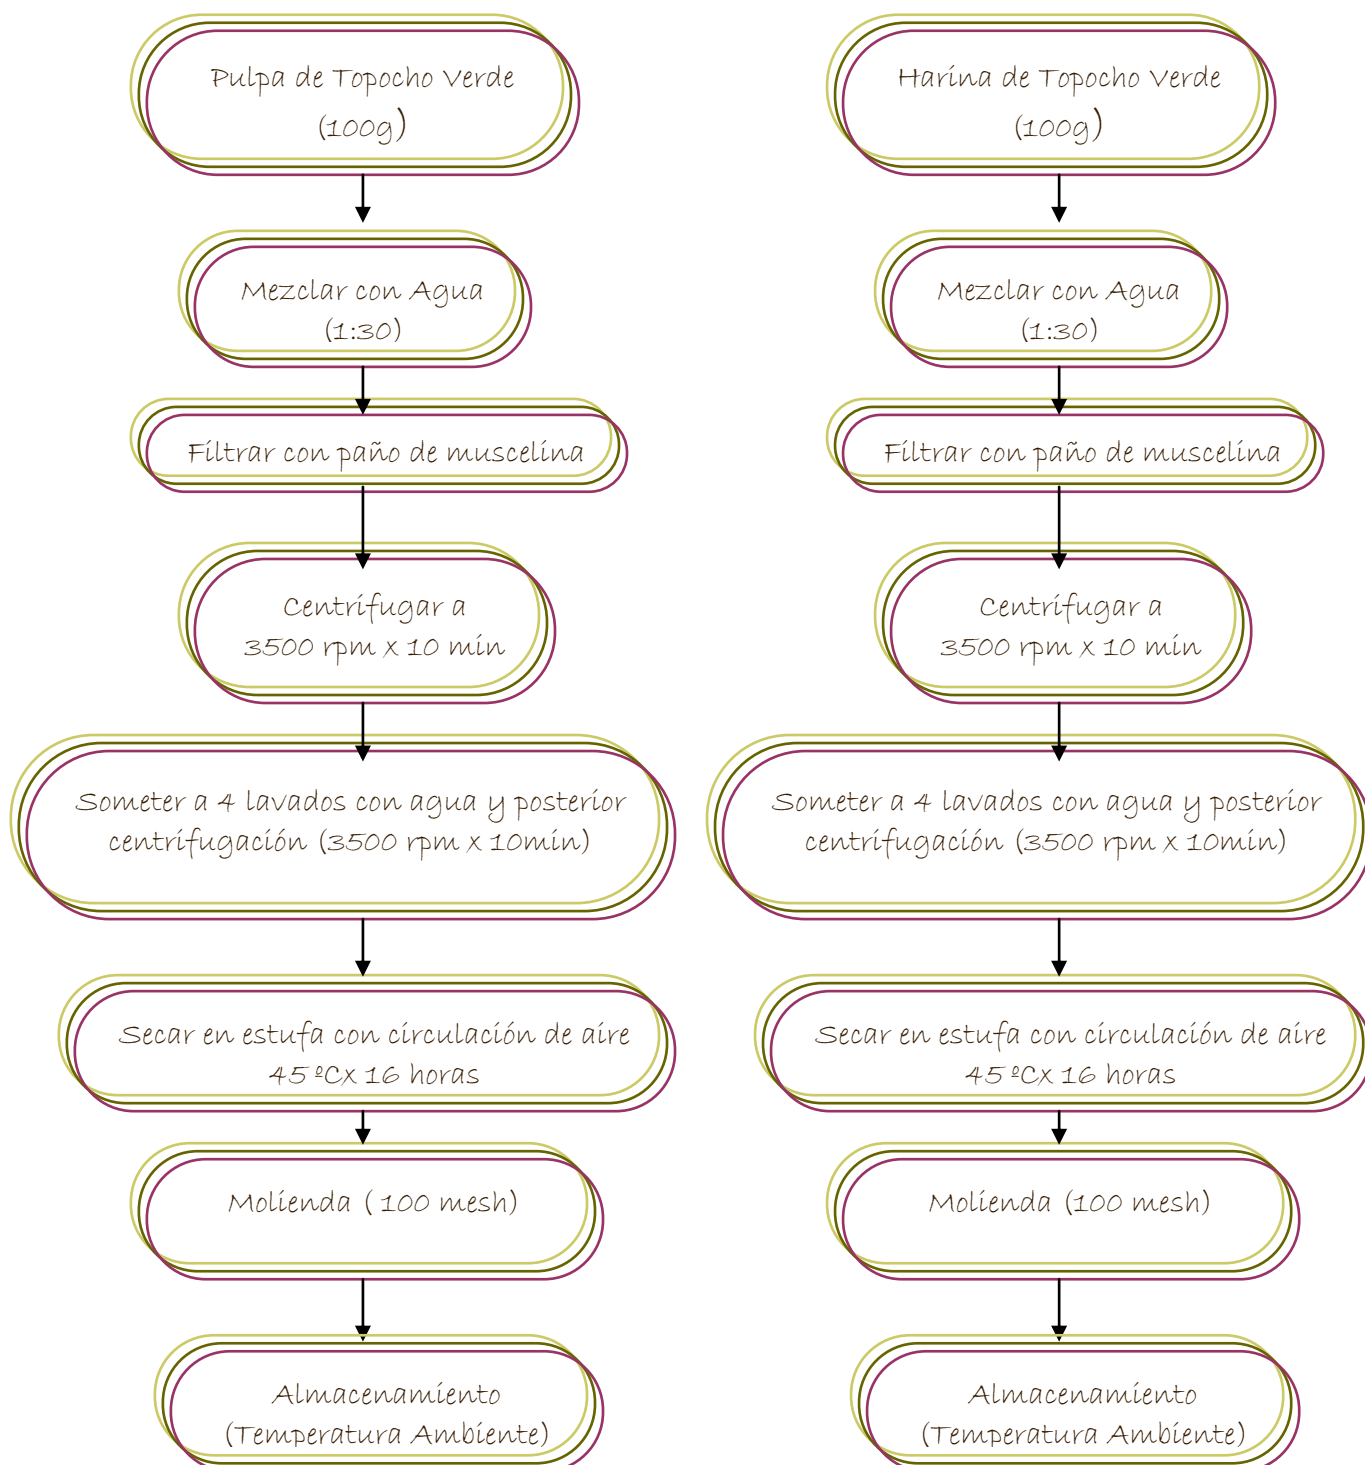 Pulpa de Topocho Verde
(100g)
Mezclar con Agua
(1:30)
Filtrar con paño de muscelina
Centrifugar a
3500 rpm x 10 min
Someter a 4 lavados con agua y posterior
centrifugación (3500 rpm x 10min)
Secar en estufa con circulación de aire
45 ºCx 16 horas
Molienda ( 100 mesh)
Almacenamiento
(Temperatura Ambiente)
Harina de Topocho Verde
(100g)
Mezclar con Agua
(1:30)
Filtrar con paño de muscelina
Centrifugar a
3500 rpm x 10 min
Someter a 4 lavados con agua y posterior
centrifugación (3500 rpm x 10min)
Secar en estufa con circulación de aire
45 ºCx 16 horas
Molienda (100 mesh)
Almacenamiento
(Temperatura Ambiente)